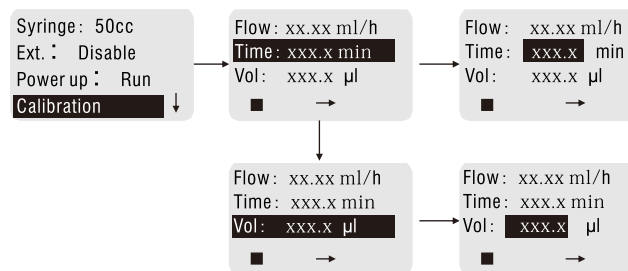 Syringe: 50cc
Ext.: Disable
Power up: Run
Calibration
Flow: xx.xx ml/h
Time: xxx.x min
Vol: xxx.x µl
Flow: xx.xx ml/h
Time: xxx.x min
Vol: xxx.x µl
Flow: xx.xx ml/h
Time: xxx.x min
Vol: xxx.x µl
Flow: xx.xx ml/h
Time: xxx.x min
Vol: xxx.x µl